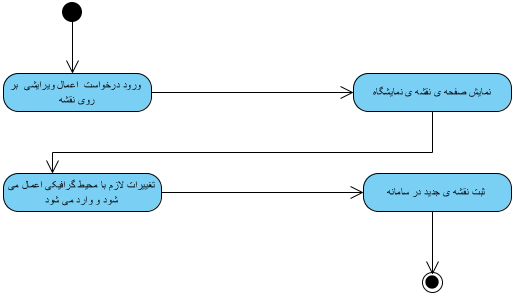 ورود درخواست اعمال ویرایشی بر
روی نقشه
نمایش صفحه ی نقشه ی نمایشگاه
تغییرات لازم با محیط گرافیکی اعمال می
شود و وارد می شود
ثبت نقشه ی جدید در سامانه